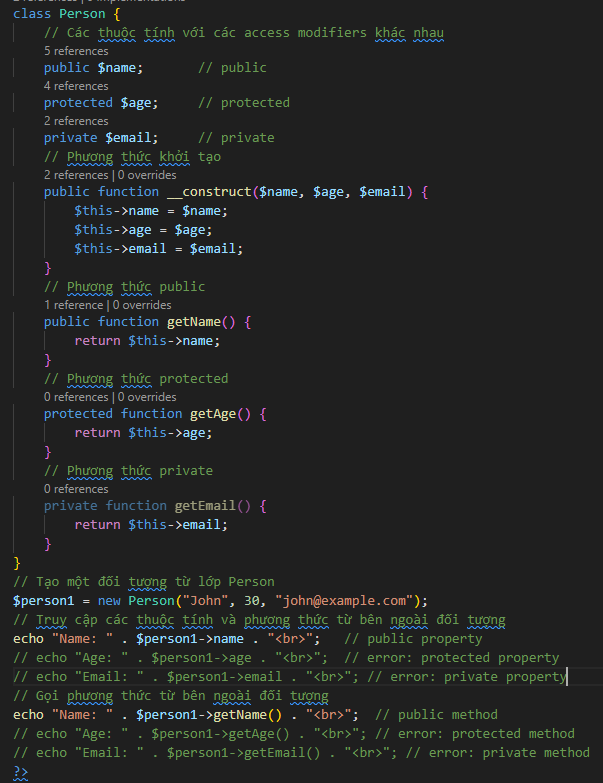 2 references | 0 implementations
class Person {
// Các thuộc tính với các access modifiers khác nhau
5 references
public $name; // public
4 references
protected $age; // protected
2 references
private $email; // private
// Phương thức khởi tạo
2 references | 0 overrides
public function __construct($name, $age, $email) {
$this->name = $name;
$this->age = $age;
$this->email = $email;
}
// Phương thức public
1 reference | 0 overrides
public function getName() {
return $this->name;
}
// Phương thức protected
0 references | 0 overrides
protected function getAge() {
return $this->age;
}
// Phương thức private
0 references
private function getEmail() {
return $this->email;
}
}
// Tạo một đối tượng từ lớp Person
$person1 = new Person("John", 30, "john@example.com");
// Truy cập các thuộc tính và phương thức từ bên ngoài đối tượng
echo "Name: " . $person1->name . "<br>"; // public property
// echo "Age: " . $person1->age . "<br>"; // error: protected property
// echo "Email: " . $person1->email . "<br>"; // error: private property
// Gọi phương thức từ bên ngoài đối tượng
echo "Name: " . $person1->getName() . "<br>"; // public method
// echo "Age: " . $person1->getAge() . "<br>"; // error: protected method
// echo "Email: " . $person1->getEmail() . "<br>"; // error: private method
?>